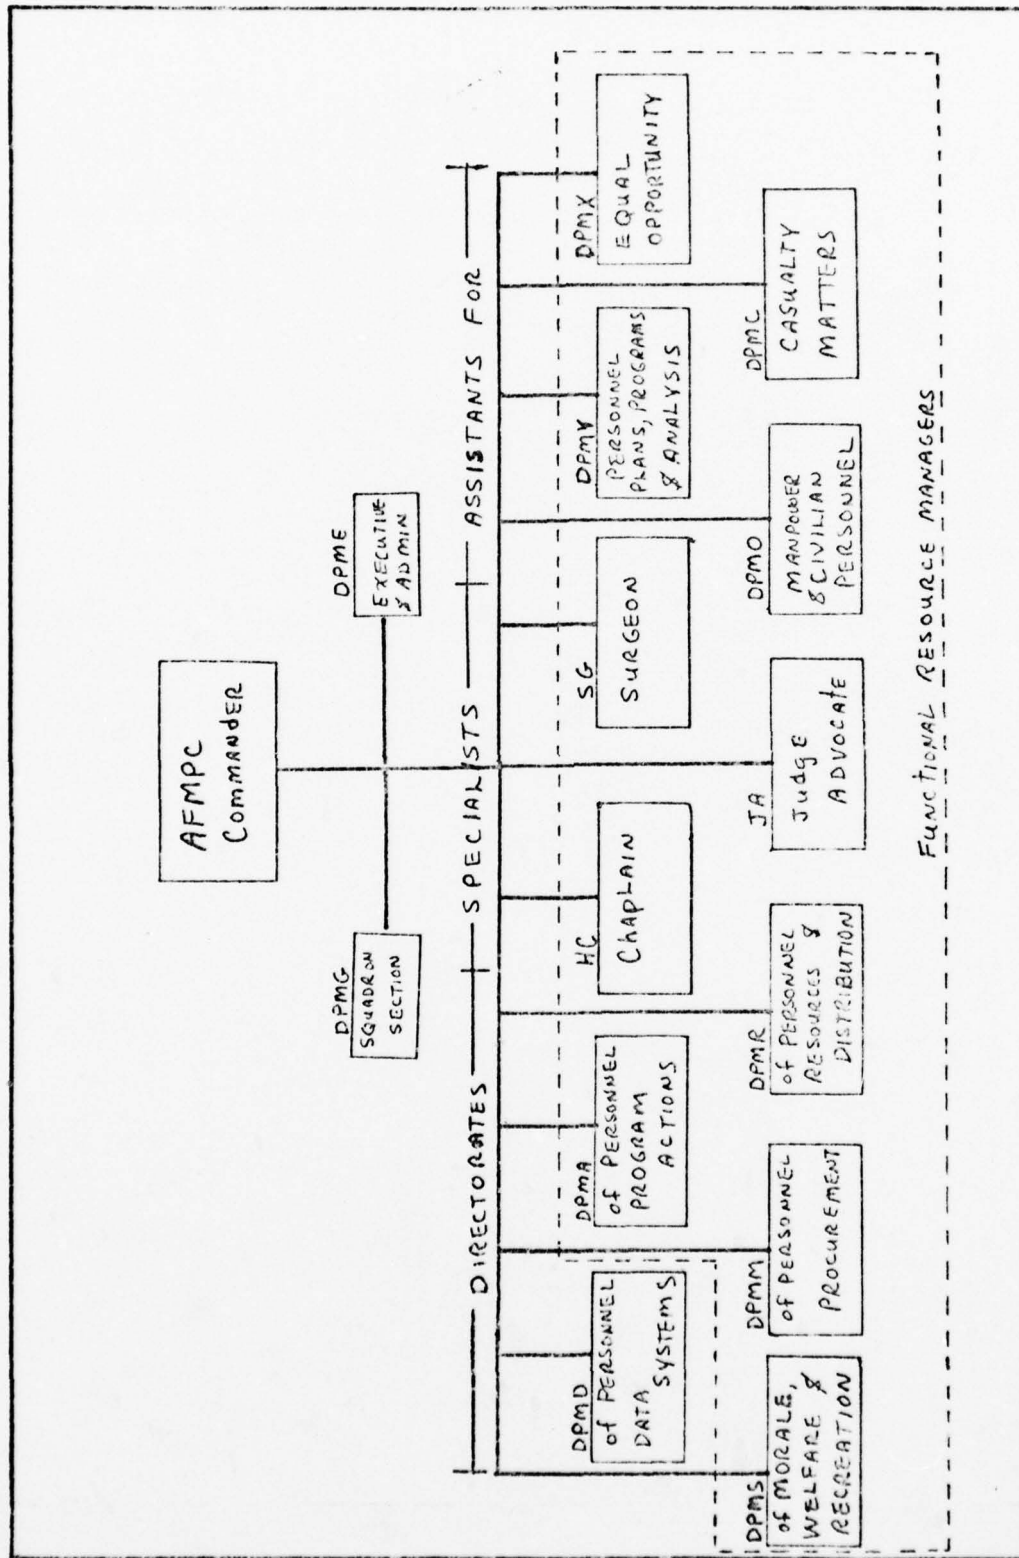 AFMPC
Commander
DPMG
SQUADRON
SECTION
DPME
EXECUTIVE
& ADMIN
DIRECTORATES
SPECIALISTS
ASSISTANTS FOR
DPMD
of PERSONNEL
DATA
SYSTEMS
DPMA
of PERSONNEL
PROGRAM
ACTIONS
HC
ChAPLAIN
SG
SURGEON
DPMY
PERSONNEL
PLANS, PROGRAMS
& ANALYSIS
DPMX
EQUAL
OPPORTUNITY
DPMS
of MORALE,
WELFARE &
RECREATION
DPMM
of PERSONNEL
PROCUREMENT
DPMR
of PERSONNEL
RESOURCES &
DISTRIBUTION
JA
JudgE
ADVOCATE
DPMO
MANPOWER
& CIVILIAN
PERSONNEL
DPMC
CASUALTY
MATTERS
FUNCTIONAL RESOURCE MANAGERS